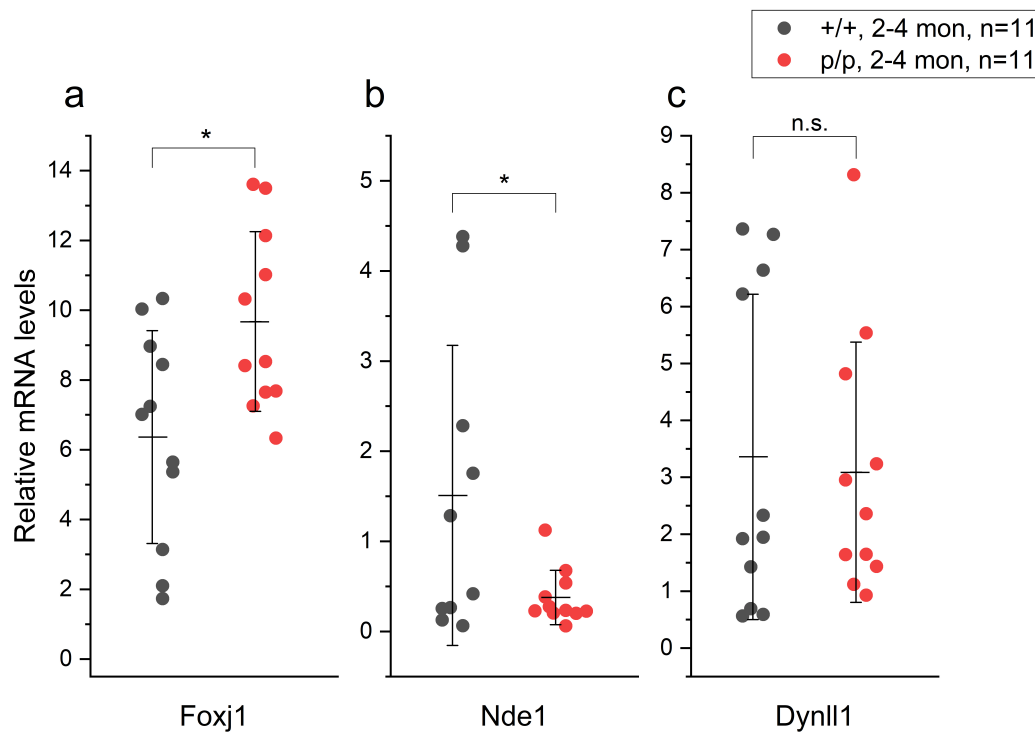 +/+, 2-4 mon, n=11
p/p, 2-4 mon, n=11
a
b
c
Relative mRNA levels
*
14
12
10
8
6
4
2
0
Foxj1
*
5
4
3
2
1
0
Nde1
n.s.
9
8
7
6
5
4
3
2
1
0
Dynll1